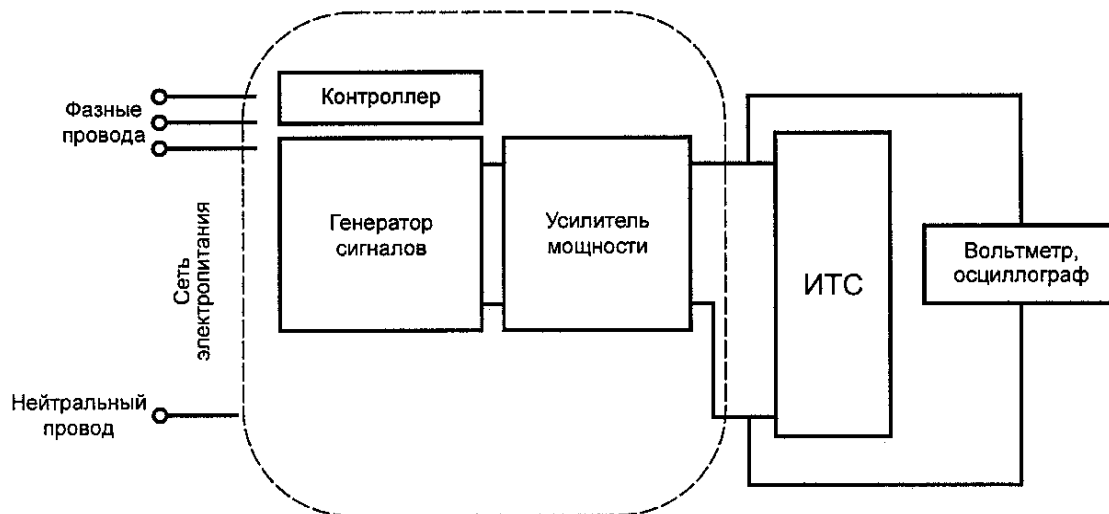 Контроллер
Фазные
провода
Генератор
сигналов
Усилитель
мощности
Сеть
электропитания
ИТС
Вольтметр,
осциллограф
Нейтральный
провод